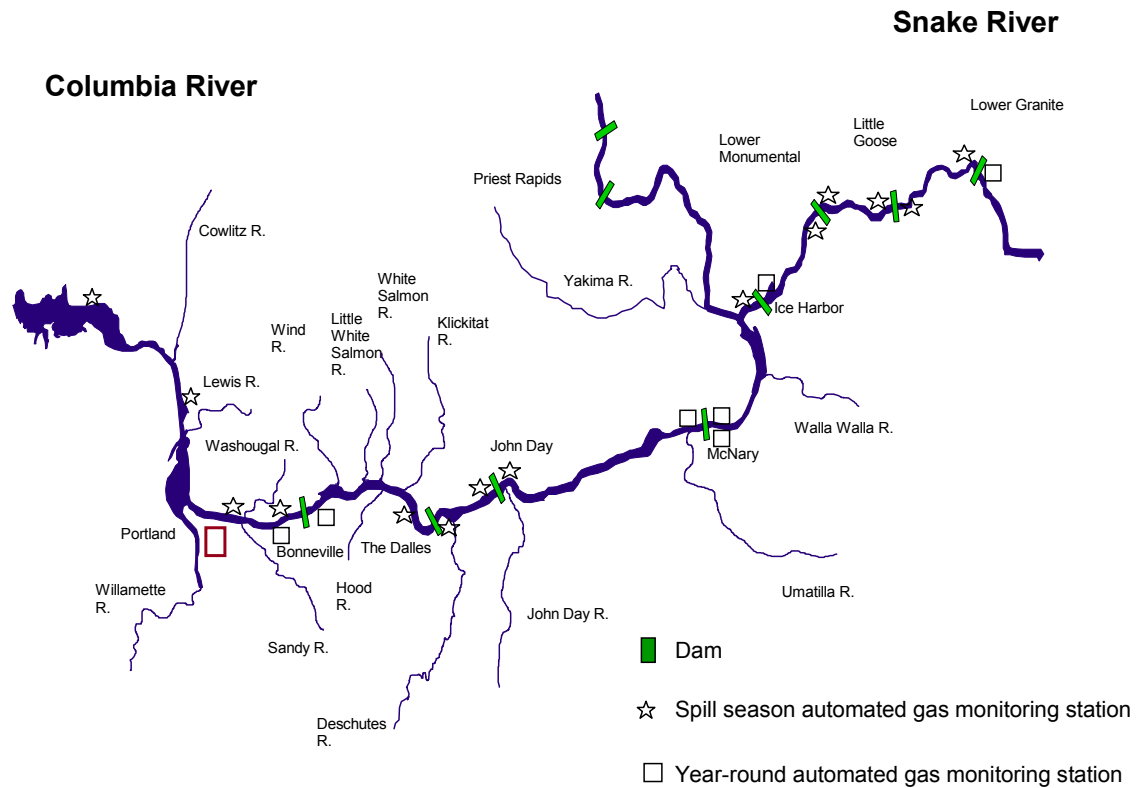 Snake River
Columbia River
Lower Granite
Little
Goose
Lower
Monumental
Priest Rapids
Cowlitz R.
Yakima R.
White
Salmon
R.
Ice Harbor
Little
White
Salmon
R.
Klickitat
R.
Wind
R.
Lewis R.
Walla Walla R.
Washougal R.
John Day
McNary
Portland
Bonneville
The Dalles
Willamette
R.
Hood
R.
Umatilla R.
John Day R.
Sandy R.
Dam
Spill season automated gas monitoring station
Deschutes
R.
Year-round automated gas monitoring station